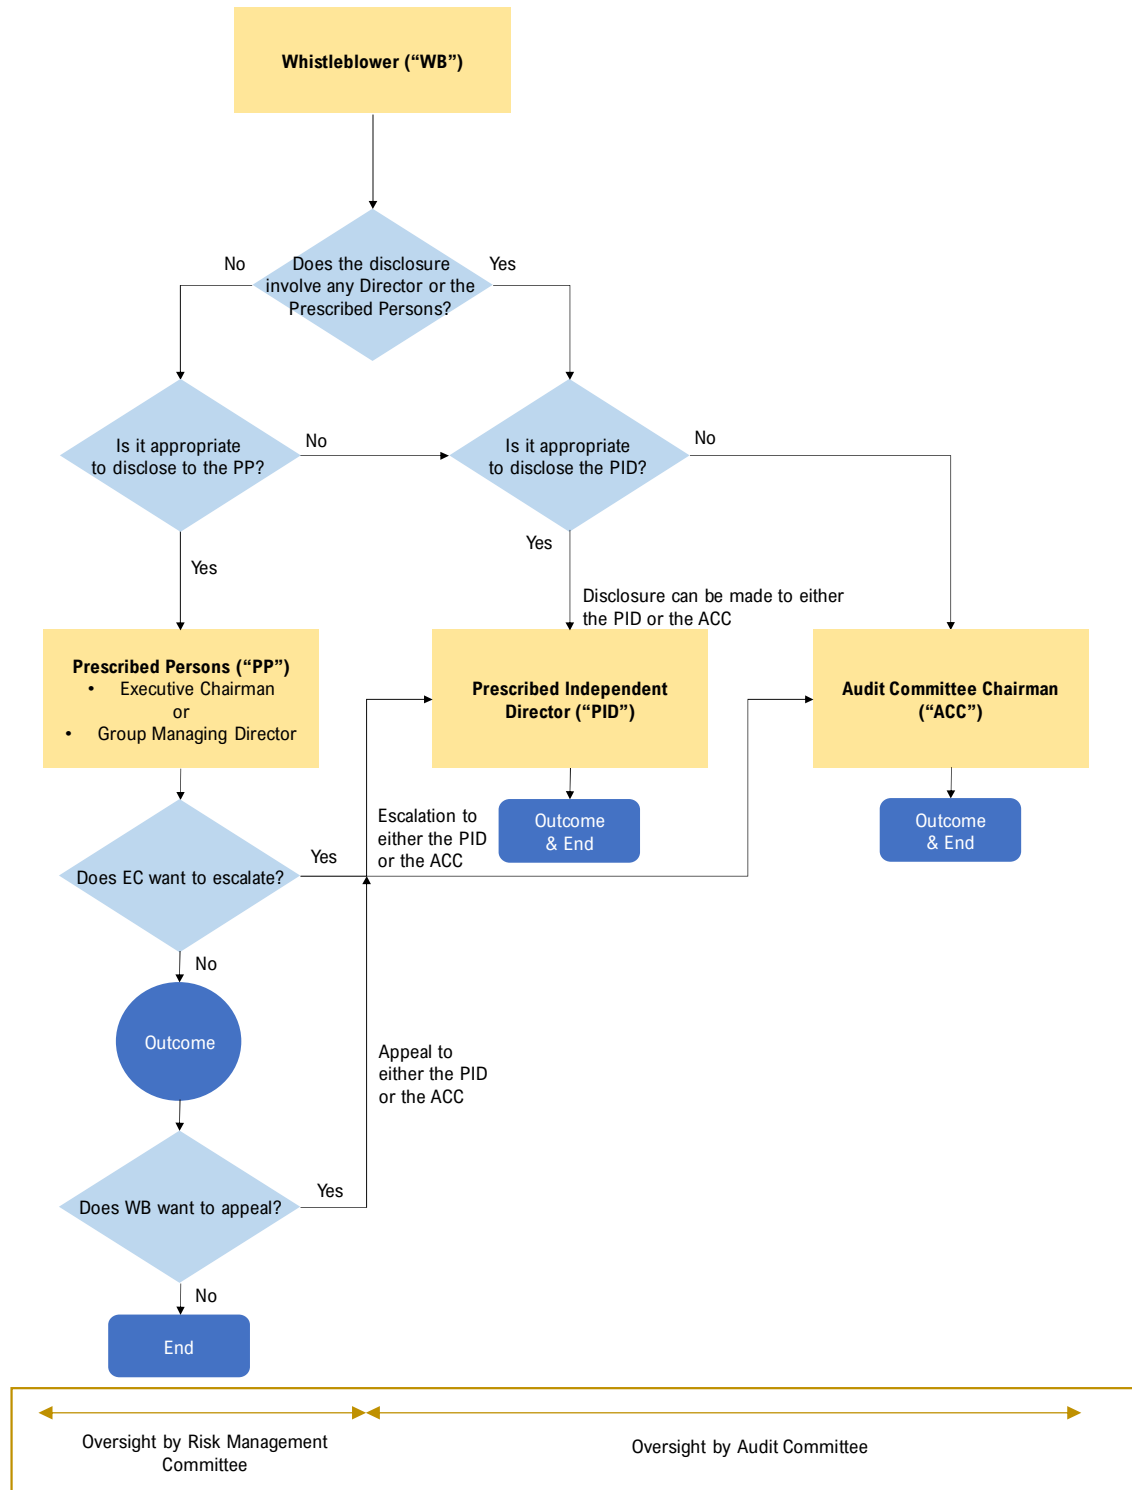 Whistleblower (“WB”)
No
Does the disclosure
involve any Director or the
Prescribed Persons?
Yes
Is it appropriate
to disclose to the PP?
No
Is it appropriate
to disclose the PID?
No
Yes
Yes
Disclosure can be made to either
the PID or the ACC
Prescribed Persons (“PP”)
• Executive Chairman
or
• Group Managing Director
Prescribed Independent
Director (“PID”)
Audit Committee Chairman
(“ACC”)
Does EC want to escalate?
Yes
Escalation to
either the PID
or the ACC
Outcome
& End
Outcome
& End
No
Outcome
Appeal to
either the PID
or the ACC
Does WB want to appeal?
Yes
No
End
Oversight by Risk Management
Committee
Oversight by Audit Committee